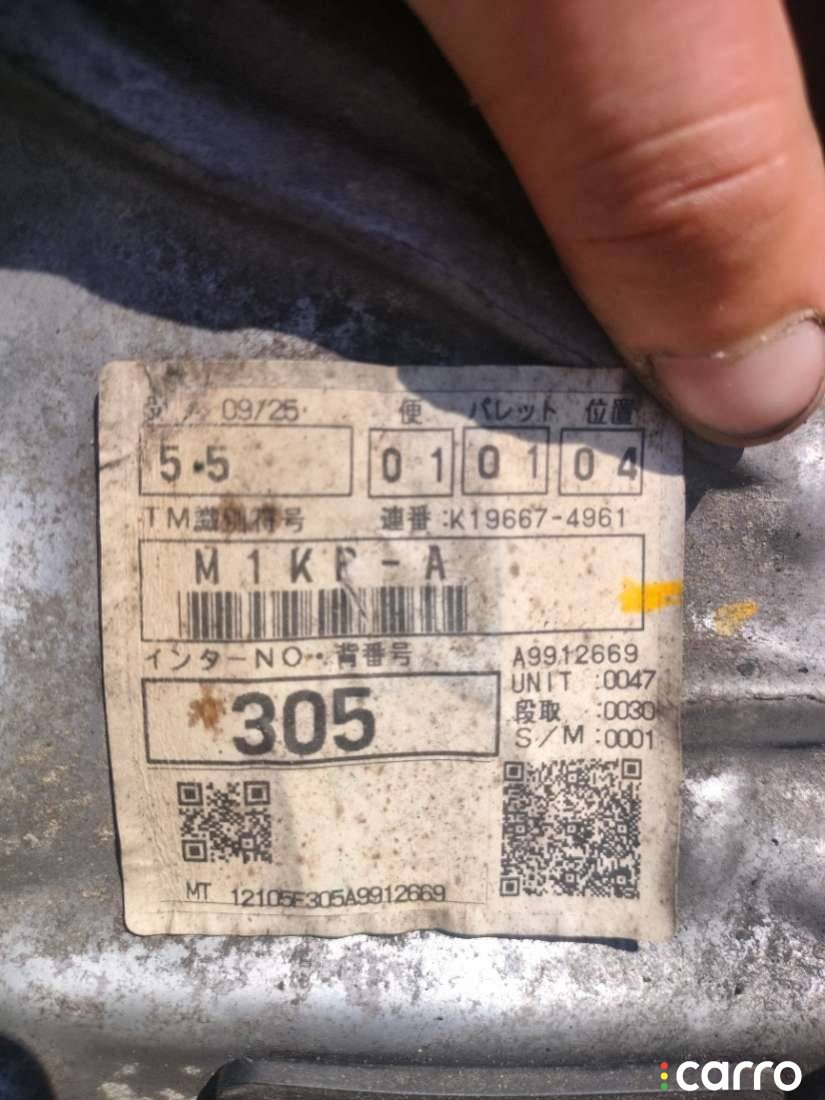 09/25 便 パレット 位置
5.5 01 01 04
TM識別符号 連番:K19667-4961
M1KP-A
インターNO.・背番号 A9912669
UNIT :0047
305 段取 :0030
S/M :0001
MT 12105F305A9912669
carro